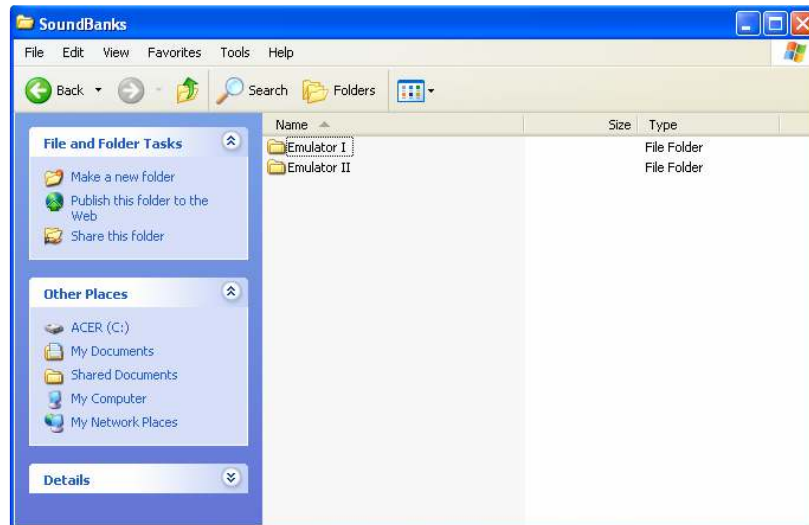 SoundBanks
File Edit View Favorites Tools Help
Back Search Folders
Name Size Type
File and Folder Tasks
Make a new folder
Publish this folder to the
Web
Share this folder
Other Places
ACER (C:)
My Documents
Shared Documents
My Computer
My Network Places
Details
Emulator I File Folder
Emulator II File Folder